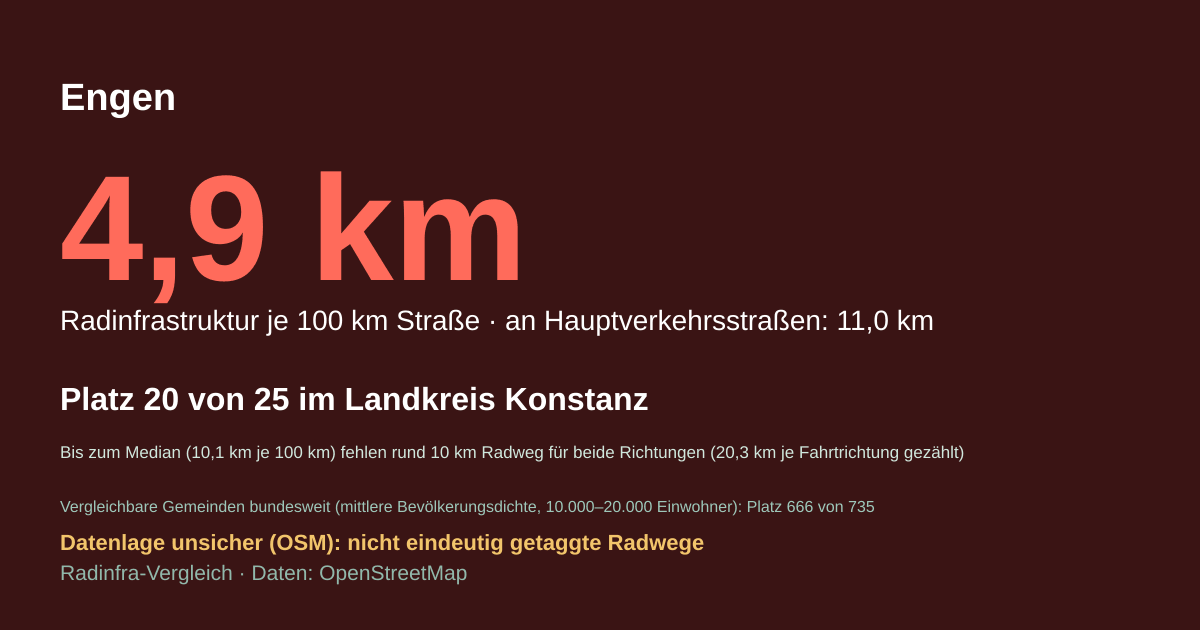 Engen
4,9 km
Radinfrastruktur je 100 km Straße · an Hauptverkehrsstraßen: 11,0 km
Platz 20 von 25 im Landkreis Konstanz
Bis zum Median (10,1 km je 100 km) fehlen rund 10 km Radweg für beide Richtungen (20,3 km je Fahrtrichtung gezählt)
Vergleichbare Gemeinden bundesweit (mittlere Bevölkerungsdichte, 10.000–20.000 Einwohner): Platz 666 von 735
Datenlage unsicher (OSM): nicht eindeutig getaggte Radwege
Radinfra-Vergleich · Daten: OpenStreetMap